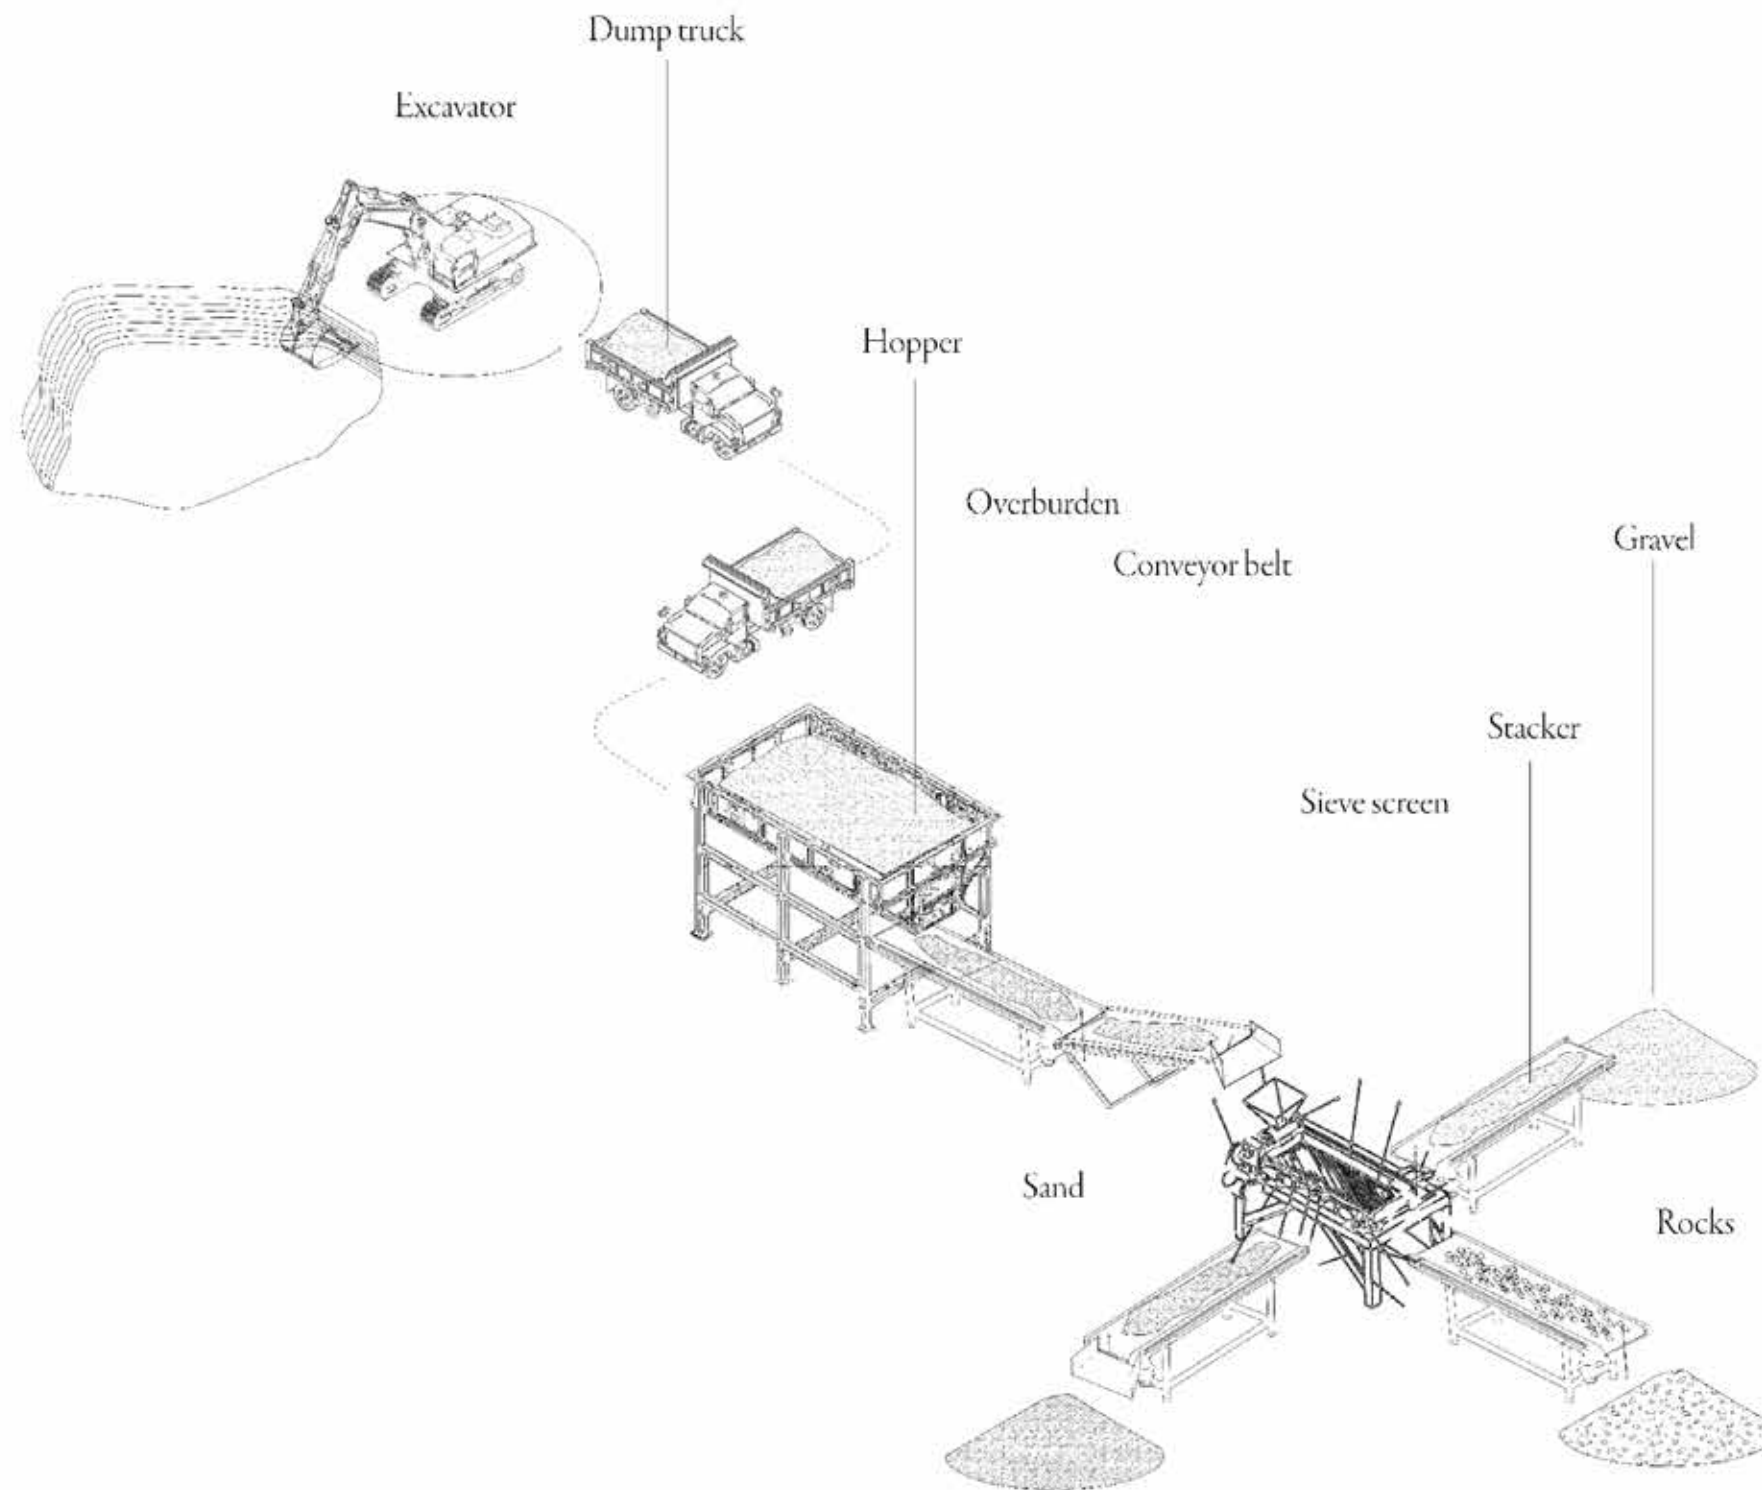 Dump truck
Excavator
Hopper
Overburden
Conveyor belt
Gravel
Stacker
Sieve screen
Sand
Rocks